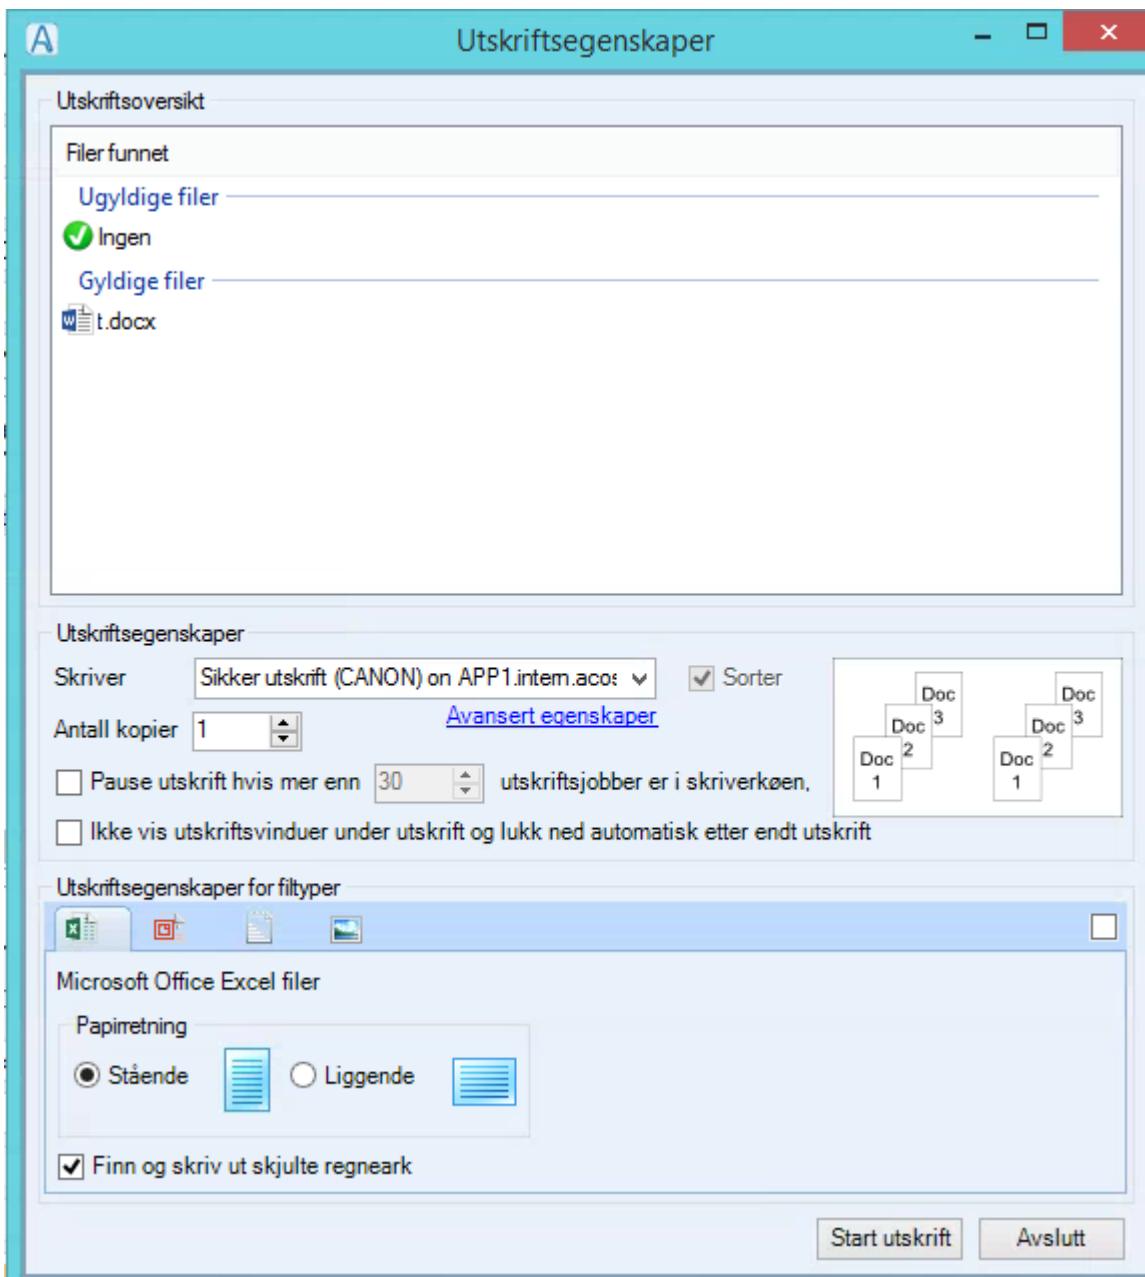 Utskriftsegenskaper
Utskriftsoversikt
Filer funnet
Ugyldige filer
Ingen
Gyldige filer
t.docx
Utskriftsegenskaper
Skriver Sikker utskrift (CANON) on APP1.intern.acos Sorter
Antall kopier 1 Avansert egenskaper
Pause utskrift hvis mer enn 30 utskriftsjobber er i skriverkøen,
Ikke vis utskriftsvinduer under utskrift og lukk ned automatisk etter endt utskrift
Doc 1
Doc 2
Doc 3
Doc 1
Doc 2
Doc 3
Utskriftsegenskaper for filtyper
Microsoft Office Excel filer
Papirretning
Stående Liggende
Finn og skriv ut skjulte regneark
Start utskrift Avslutt